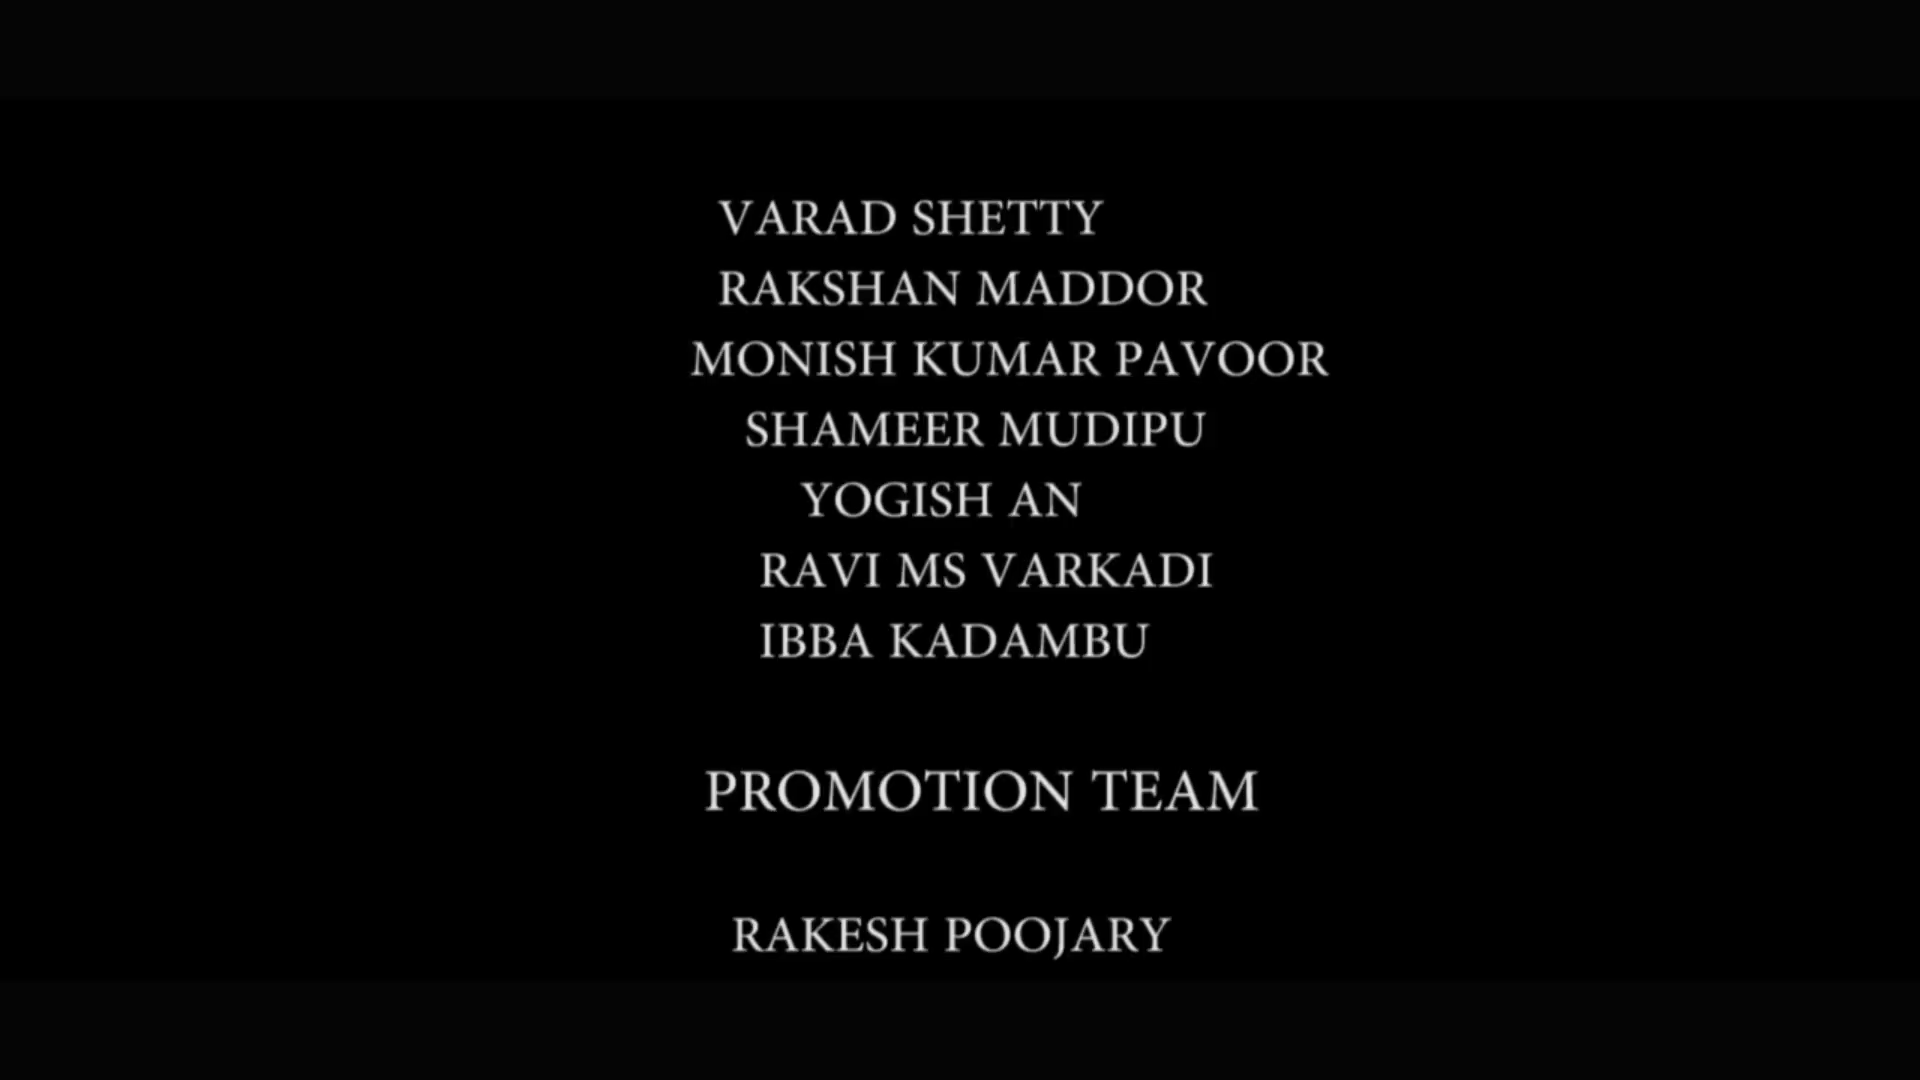 VARAD SHETTY
RAKSHAN MADDOR
MONISH KUMAR PAVOOR
SHAMEER MUDIPU
YOGISH AN
RAVI MS VARKADI
IBBA KADAMBU
PROMOTION TEAM
RAKESH POOJARY